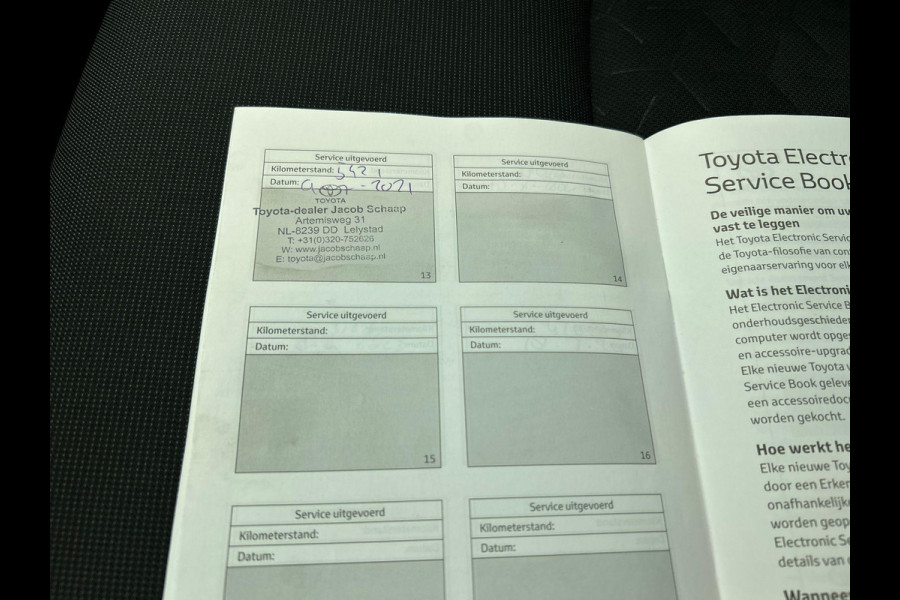 Service uitgevoerd
Kilometerstand:
Datum: -2021
TOYOTA
Toyota-dealer Jacob Schaap
Artemisweg 31
NL-8239 DD Lelystad
T: +31(0)320-752626
W: www.jacobschaap.nl
E: toyota@jacobschaap.nl
13
Service uitgevoerd
Kilometerstand:
Datum:
14
Service uitgevoerd
Kilometerstand:
Datum:
15
Service uitgevoerd
Kilometerstand:
Datum:
16
Service uitgevoerd
Kilometerstand:
Datum:
Service uitgevoerd
Kilometerstand:
Datum:
Toyota Electr
Service Book
De veilige manier om uw
vast te leggen
Het Toyota Electronic Servic
de Toyota-filosofie van con
eigenaarservaring voor elk
Wat is het Electroni
Het Electronic Service B
onderhoudsgeschieden
computer wordt opge
en accessoire-upgrad
Elke nieuwe Toyota w
Service Book geleve
een accessoiredoc
worden gekocht.
Hoe werkt he
Elke nieuwe Toy
door een Erken
onafhankelijke
worden geop
Electronic Se
details van
Wannee